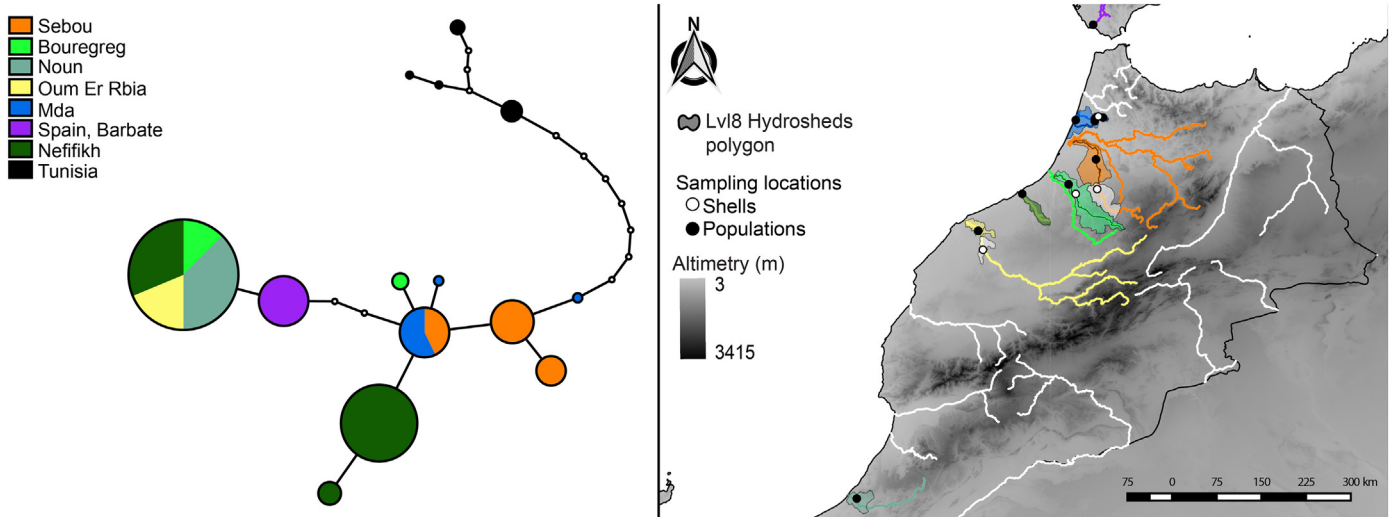 Sebou
Bouregreg
Noun
Oum Er Rbia
Mda
Spain, Barbate
Nefifikh
Tunisia
N
Lvl8 Hydrosheds
polygon
Sampling locations
Shells
Populations
Altimetry (m)
3
3415
75 0 75 150 225 300 km